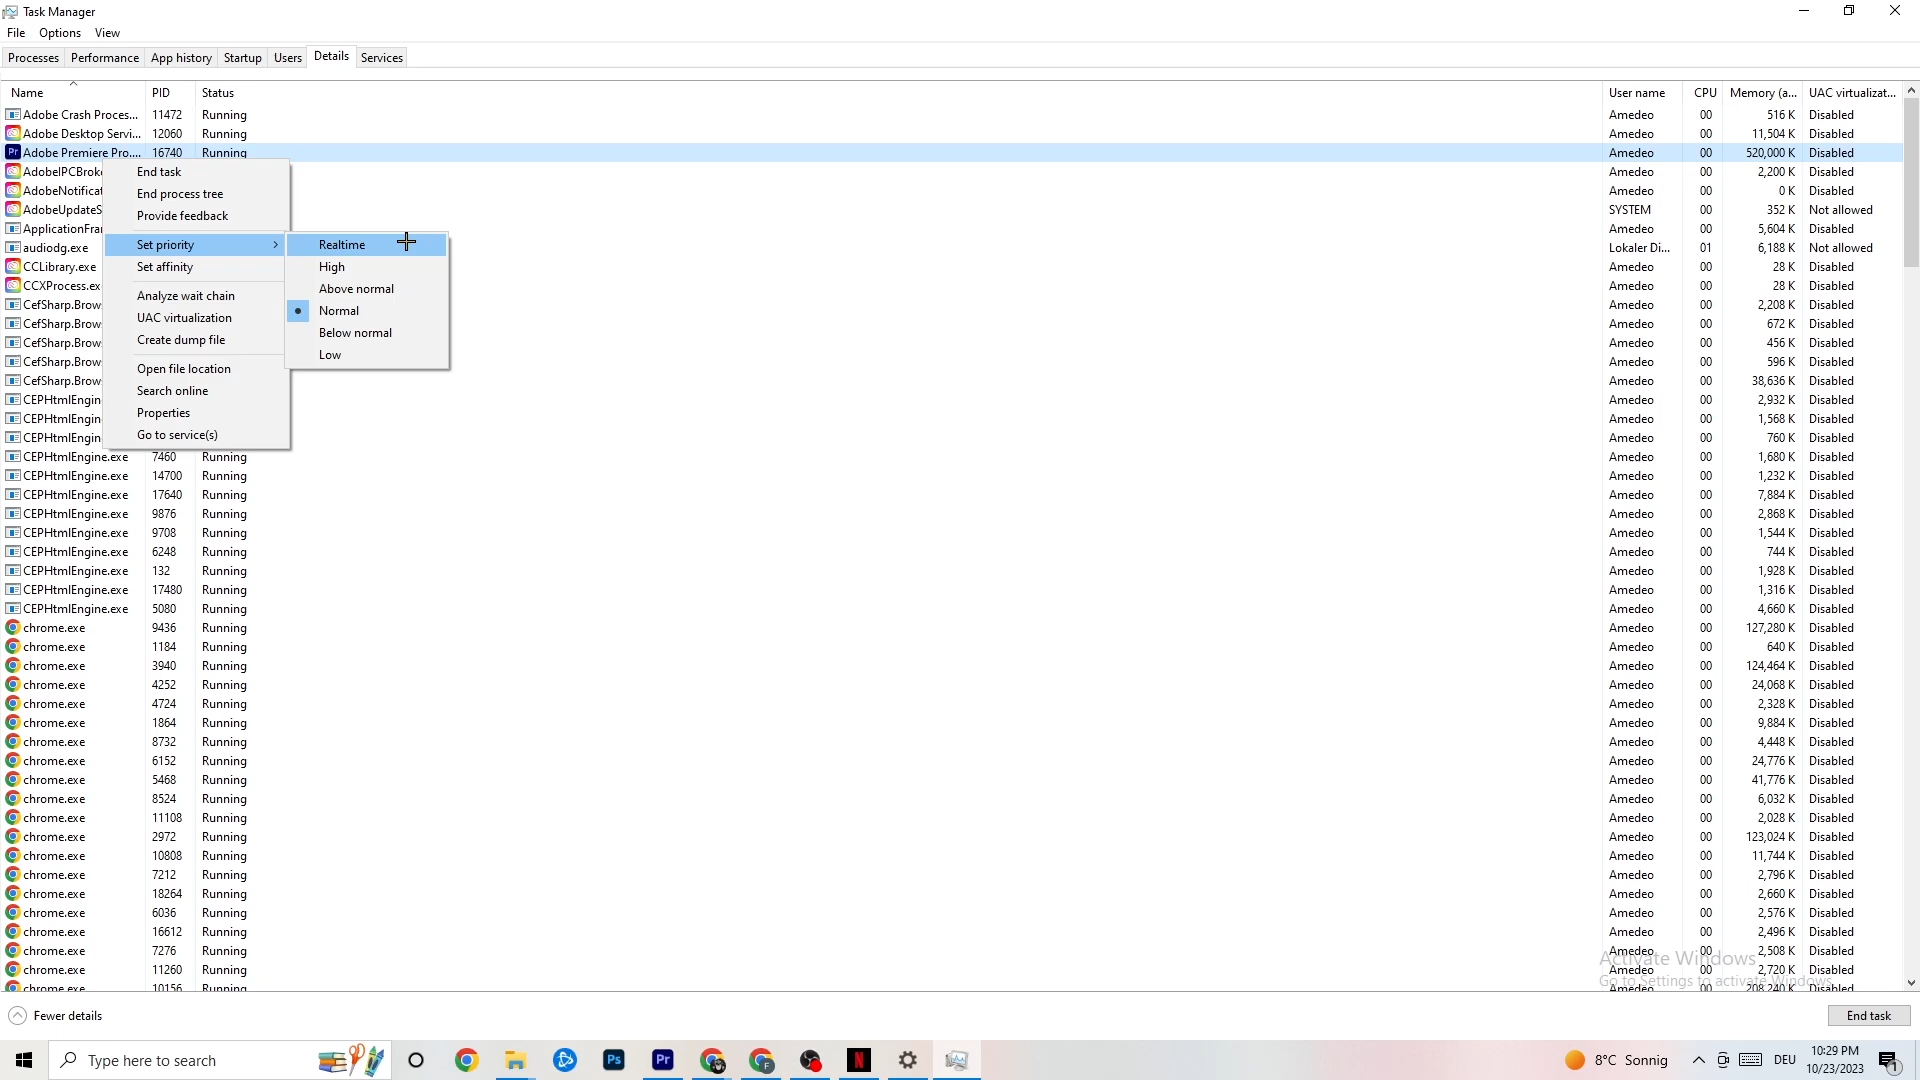 Task Manager
File Options View
Processes Performance App history Startup Users Details Services
Name PID Status User name CPU Memory (a... UAC virtualizat...
Adobe Crash Proces... 11472 Running Amedeo 00 516 K Disabled
Adobe Desktop Servi... 12060 Running Amedeo 00 11,504 K Disabled
Adobe Premiere Pro.... 16740 Running Amedeo 00 520,000 K Disabled
AdobeIPCBrok Amedeo 00 2,200 K Disabled
AdobeNotificat Amedeo 00 0 K Disabled
AdobeUpdateS SYSTEM 00 352 K Not allowed
ApplicationFra Amedeo 00 5,604 K Disabled
audiodg.exe Lokaler Di... 01 6,188 K Not allowed
CCLibrary.exe Amedeo 00 28 K Disabled
CCXProcess.ex Amedeo 00 28 K Disabled
CefSharp.Brow Amedeo 00 2,208 K Disabled
CefSharp.Brow Amedeo 00 672 K Disabled
CefSharp.Brow Amedeo 00 456 K Disabled
CefSharp.Brow Amedeo 00 596 K Disabled
CefSharp.Brow Amedeo 00 38,636 K Disabled
CEPHtmlEngin Amedeo 00 2,932 K Disabled
CEPHtmlEngin Amedeo 00 1,568 K Disabled
CEPHtmlEngin Amedeo 00 760 K Disabled
End task
End process tree
Provide feedback
Set priority
Set affinity
Analyze wait chain
UAC virtualization
Create dump file
Open file location
Search online
Properties
Go to service(s)
Realtime
High
Above normal
Normal
Below normal
Low
CEPHtmlEngine.exe 7460 Running Amedeo 00 1,680 K Disabled
CEPHtmlEngine.exe 14700 Running Amedeo 00 1,232 K Disabled
CEPHtmlEngine.exe 17640 Running Amedeo 00 7,884 K Disabled
CEPHtmlEngine.exe 9876 Running Amedeo 00 2,868 K Disabled
CEPHtmlEngine.exe 9708 Running Amedeo 00 1,544 K Disabled
CEPHtmlEngine.exe 6248 Running Amedeo 00 744 K Disabled
CEPHtmlEngine.exe 132 Running Amedeo 00 1,928 K Disabled
CEPHtmlEngine.exe 17480 Running Amedeo 00 1,316 K Disabled
CEPHtmlEngine.exe 5080 Running Amedeo 00 4,660 K Disabled
chrome.exe 9436 Running Amedeo 00 127,280 K Disabled
chrome.exe 1184 Running Amedeo 00 640 K Disabled
chrome.exe 3940 Running Amedeo 00 124,464 K Disabled
chrome.exe 4252 Running Amedeo 00 24,068 K Disabled
chrome.exe 4724 Running Amedeo 00 2,328 K Disabled
chrome.exe 1864 Running Amedeo 00 9,884 K Disabled
chrome.exe 8732 Running Amedeo 00 4,448 K Disabled
chrome.exe 6152 Running Amedeo 00 24,776 K Disabled
chrome.exe 5468 Running Amedeo 00 41,776 K Disabled
chrome.exe 8524 Running Amedeo 00 6,032 K Disabled
chrome.exe 11108 Running Amedeo 00 2,028 K Disabled
chrome.exe 2972 Running Amedeo 00 123,024 K Disabled
chrome.exe 10808 Running Amedeo 00 11,744 K Disabled
chrome.exe 7212 Running Amedeo 00 2,796 K Disabled
chrome.exe 18264 Running Amedeo 00 2,660 K Disabled
chrome.exe 6036 Running Amedeo 00 2,576 K Disabled
chrome.exe 16612 Running Amedeo 00 2,496 K Disabled
chrome.exe 7276 Running Amedeo 00 2,508 K Disabled
chrome.exe 11260 Running Amedeo 00 2,720 K Disabled
chrome.exe 10156 Running Amedeo 00 208,240 K Disabled
Activate Windows
Go to Settings to activate Windows.
Fewer details End task
Type here to search
Ps Pr F N
8°C Sonnig DEU 10:29 PM
10/23/2023 1